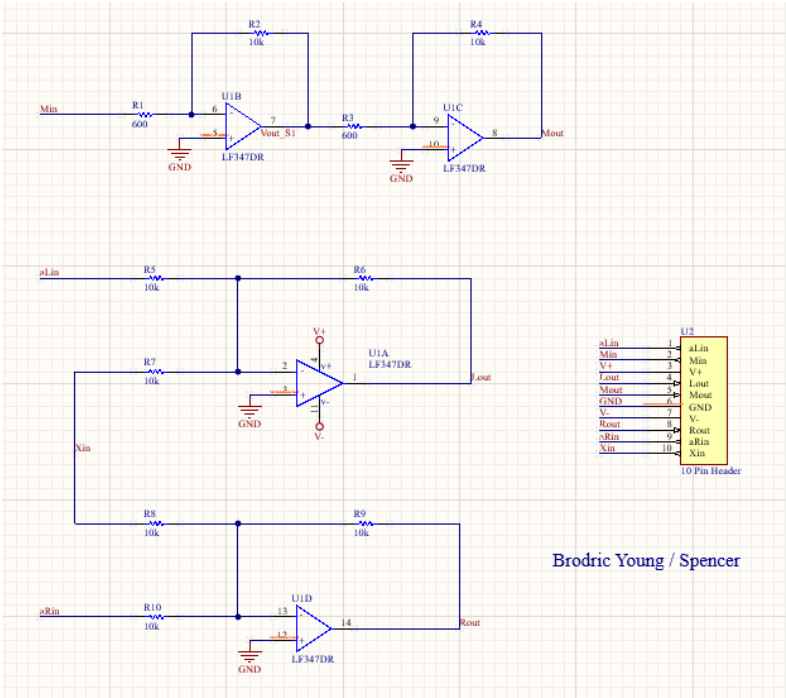 R2
10k
R4
10k
Min
R1
600
U1B
6
5
7
Vout_S1
LF347DR
GND
R3
600
U1C
9
10
8
Mout
LF347DR
GND
aLin
R5
10k
R6
10k
R7
10k
V+
4
V+
U1A
LF347DR
2
3
1
Lout
GND
V-
11
V-
Xin
R8
10k
R9
10k
aRin
R10
10k
U1D
13
12
14
Rout
LF347DR
GND
U2
aLin 1 aLin
Min 2 Min
V+ 3 V+
Lout 4 Lout
Mout 5 Mout
GND 6 GND
V- 7 V-
Rout 8 Rout
aRin 9 aRin
Xin 10 Xin
10 Pin Header
Brodric Young / Spencer